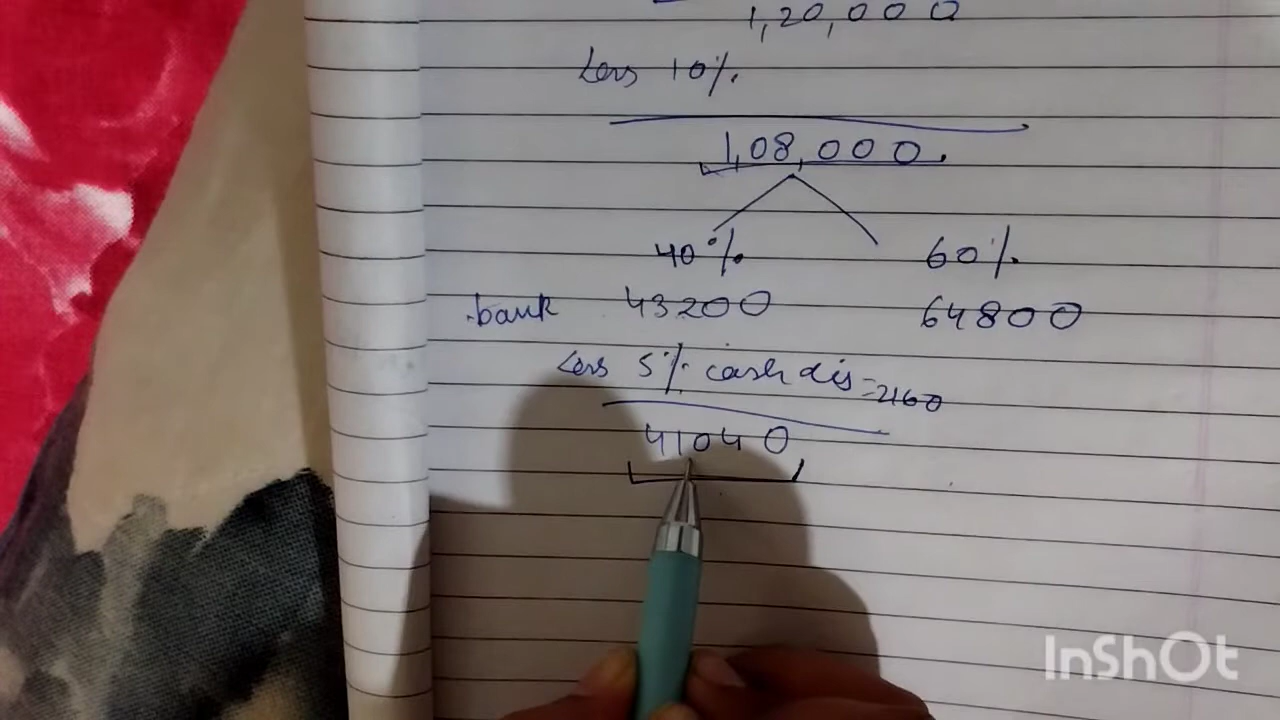 1,20,000
Less 10%
1,08,000
40% 60%
bank 43200 64800
Less 5% cash dis = 2160
41040
InShOt